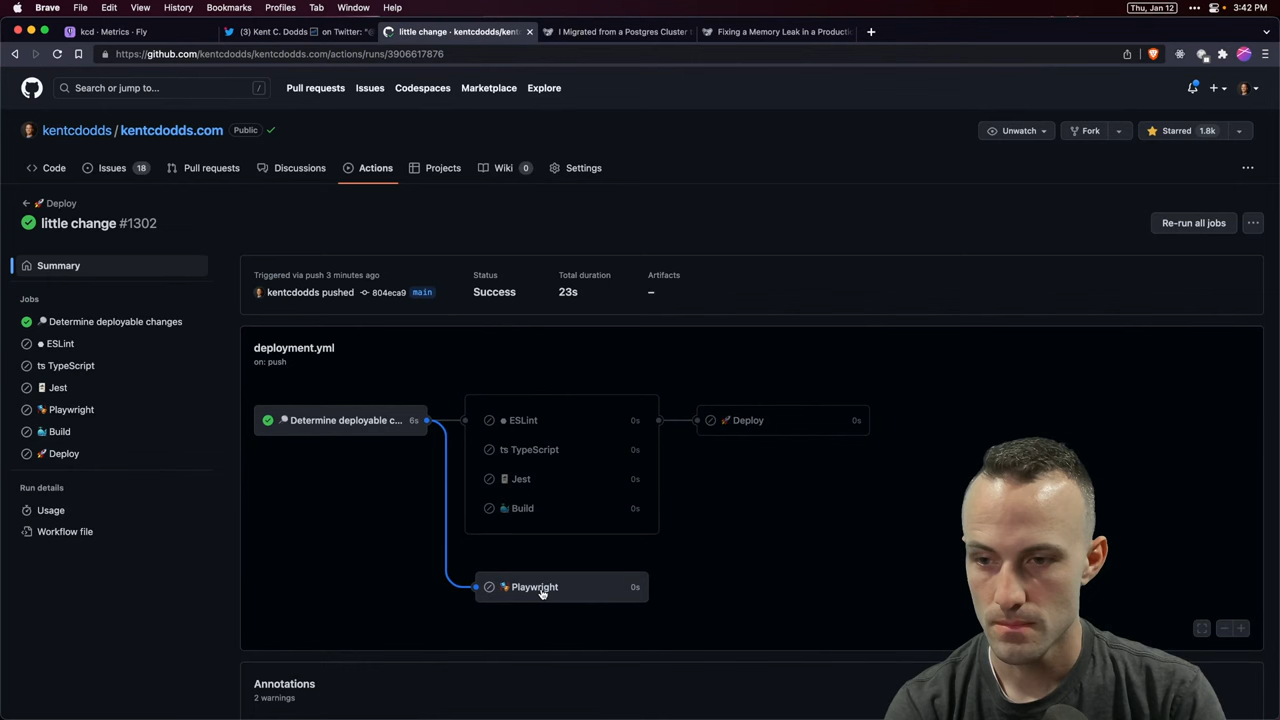 Brave File Edit View History Bookmarks Profiles Tab Window Help Thu, Jan 12 3:42 PM
kcd · Metrics · Fly (3) Kent C. Dodds on Twitter: " little change · kentcdodds/kent I Migrated from a Postgres Cluster Fixing a Memory Leak in a Producti
https://github.com/kentcdodds/kentcdodds.com/actions/runs/3906617876
Search or jump to... / Pull requests Issues Codespaces Marketplace Explore
kentcdodds / kentcdodds.com Public Unwatch Fork Starred 1.8k
Code Issues 18 Pull requests Discussions Actions Projects Wiki 0 Settings
Deploy
little change #1302 Re-run all jobs
Summary
Jobs
Determine deployable changes
ESLint
ts TypeScript
Jest
Playwright
Build
Deploy
Run details
Usage
Workflow file
Triggered via push 3 minutes ago Status Total duration Artifacts
kentcdodds pushed 804eca9 main Success 23s –
deployment.yml
on: push
Determine deployable c... 6s
ESLint 0s
ts TypeScript 0s
Jest 0s
Build 0s
Deploy 0s
Playwright 0s
Annotations
2 warnings